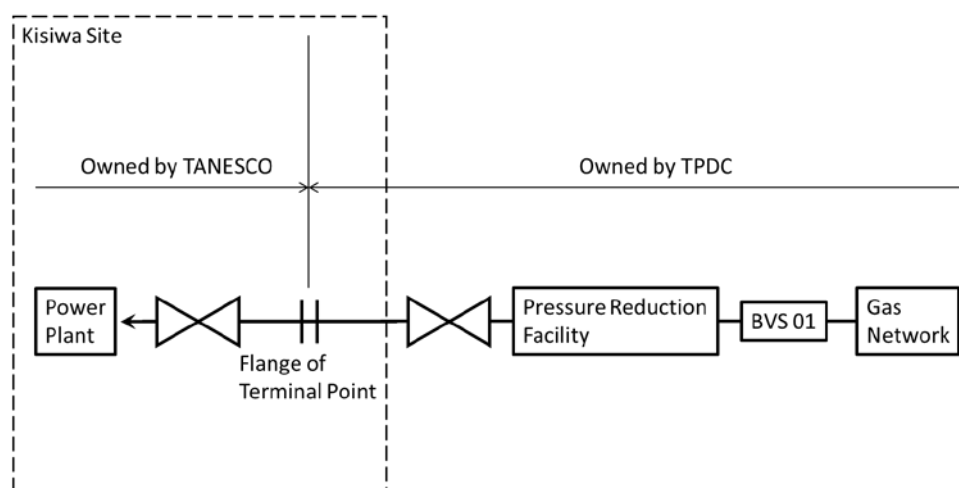 Kisiwa Site
Owned by TANESCO
Owned by TPDC
Power
Plant
Flange of
Terminal Point
Pressure Reduction
Facility
BVS 01
Gas
Network